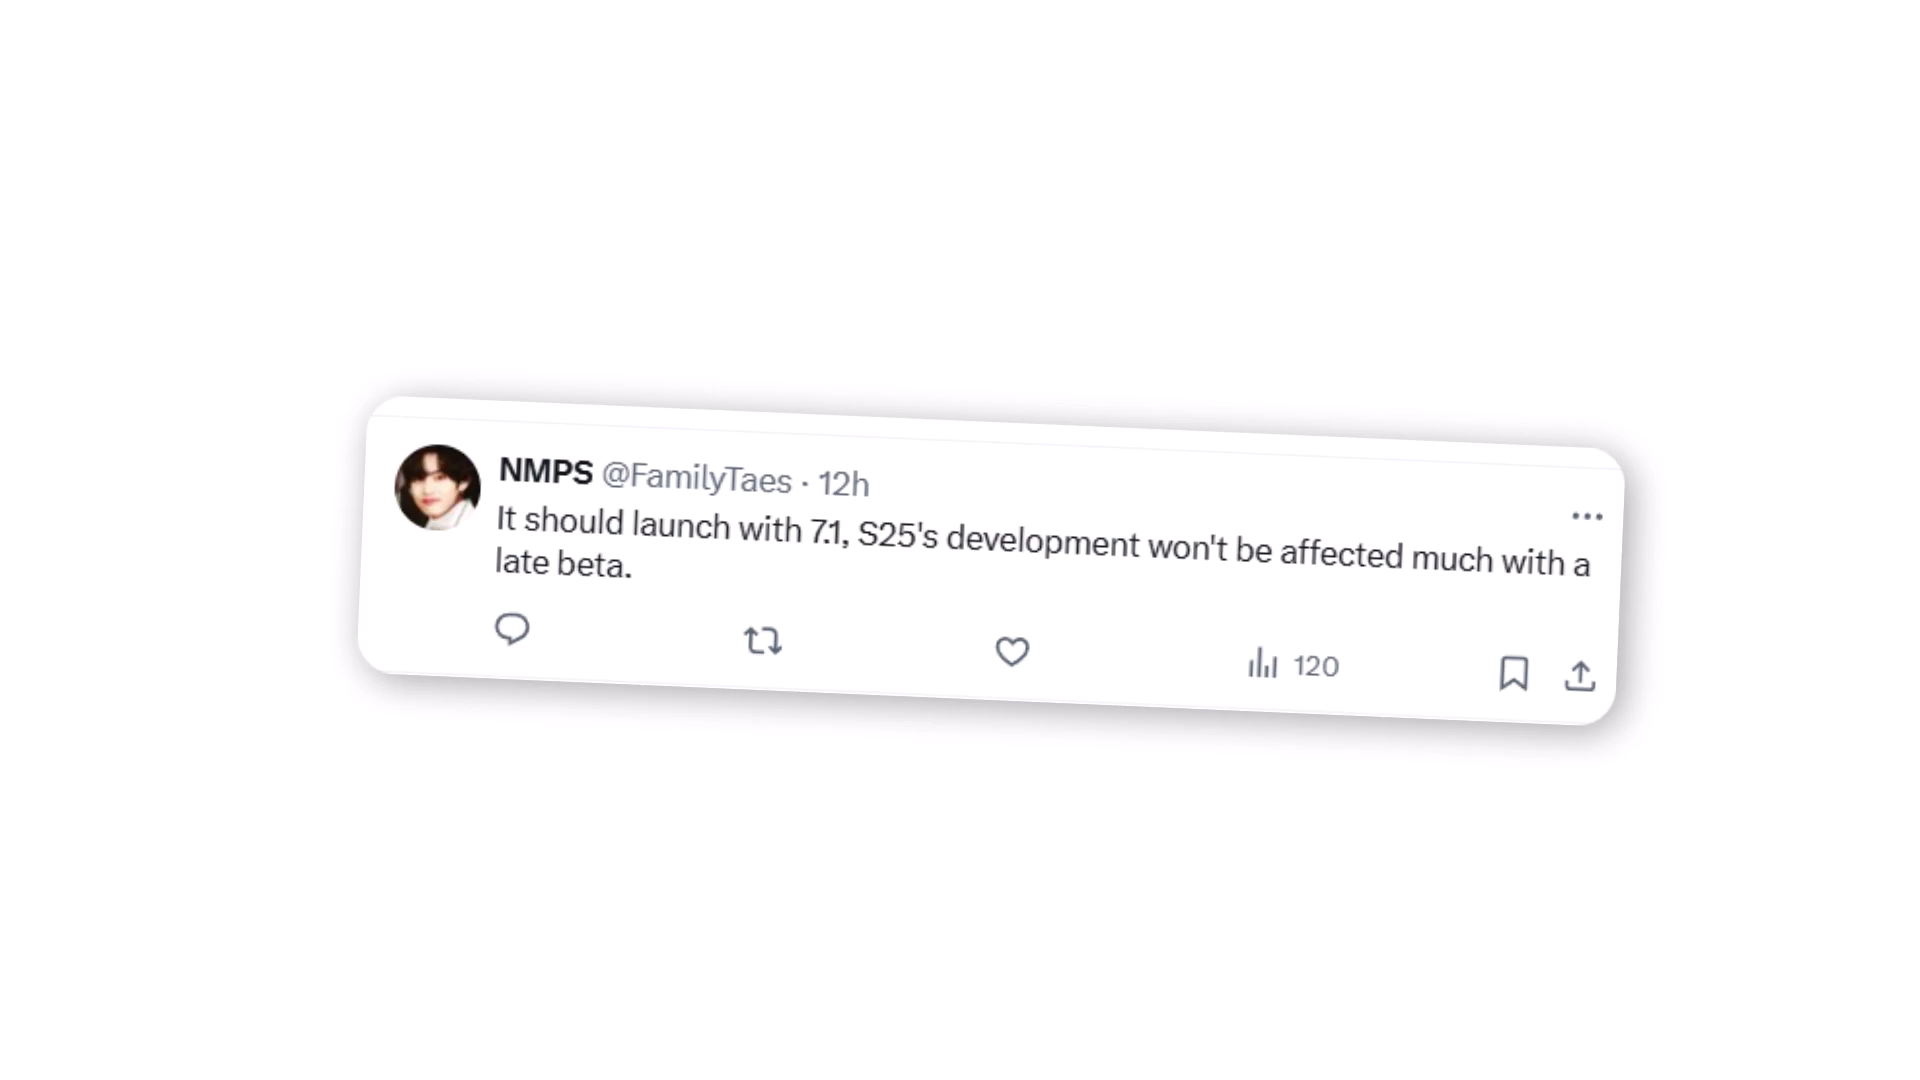 NMPS @FamilyTaes · 12h
It should launch with 7.1, S25's development won't be affected much with a
late beta.
120